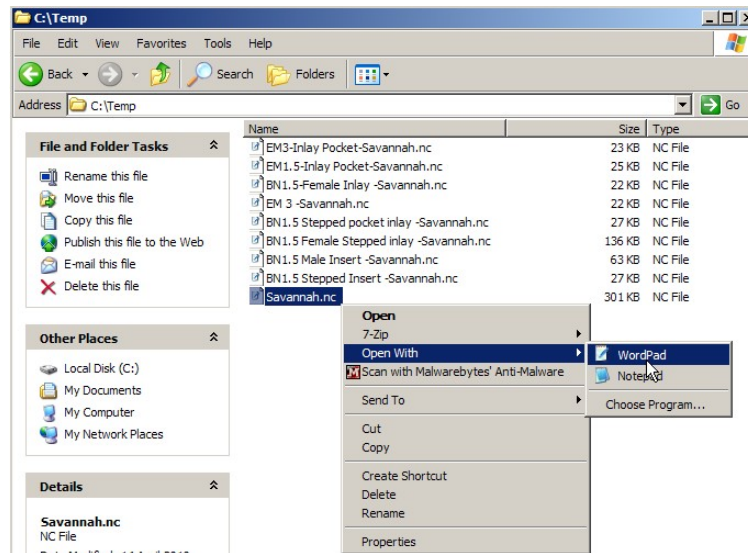 C:\Temp
File Edit View Favorites Tools Help
Back Search Folders
Address C:\Temp Go
File and Folder Tasks
Rename this file
Move this file
Copy this file
Publish this file to the Web
E-mail this file
Delete this file
Other Places
Local Disk (C:)
My Documents
My Computer
My Network Places
Details
Savannah.nc
NC File
Name Size Type
EM3-Inlay Pocket-Savannah.nc 23 KB NC File
EM1.5-Inlay Pocket-Savannah.nc 25 KB NC File
BN1.5-Female Inlay -Savannah.nc 22 KB NC File
EM 3 -Savannah.nc 22 KB NC File
BN1.5 Stepped pocket inlay -Savannah.nc 27 KB NC File
BN1.5 Female Stepped inlay -Savannah.nc 136 KB NC File
BN1.5 Male Insert -Savannah.nc 63 KB NC File
BN1.5 Stepped Insert -Savannah.nc 27 KB NC File
Savannah.nc 301 KB NC File
Open
7-Zip
Open With
Scan with Malwarebytes' Anti-Malware
Send To
Cut
Copy
Create Shortcut
Delete
Rename
Properties
WordPad
Notepad
Choose Program...